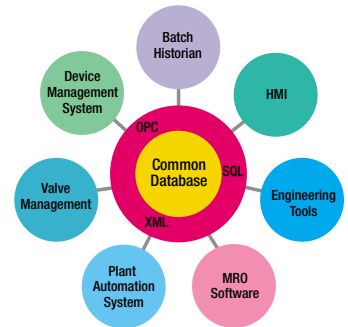 Batch
Historian
Device
Management
System
HMI
OPC
Common
Database
SQL
XML
Valve
Management
Engineering
Tools
Plant
Automation
System
MRO
Software